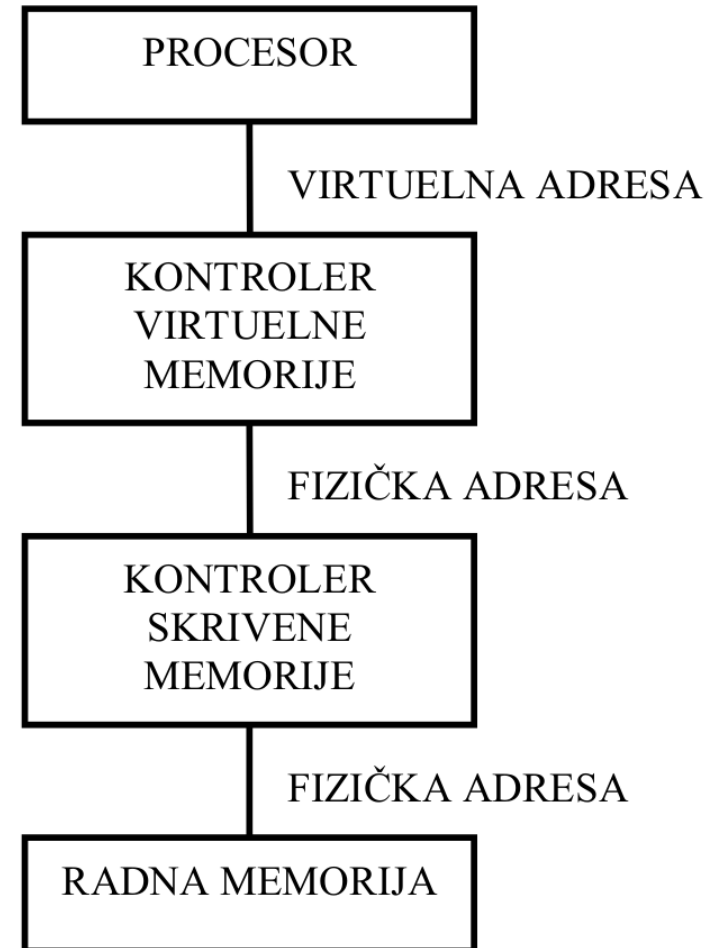 PROCESOR
VIRTUELNA ADRESA
KONTROLER
VIRTUELNE
MEMORIJE
FIZIČKA ADRESA
KONTROLER
SKRIVENE
MEMORIJE
FIZIČKA ADRESA
RADNA MEMORIJA